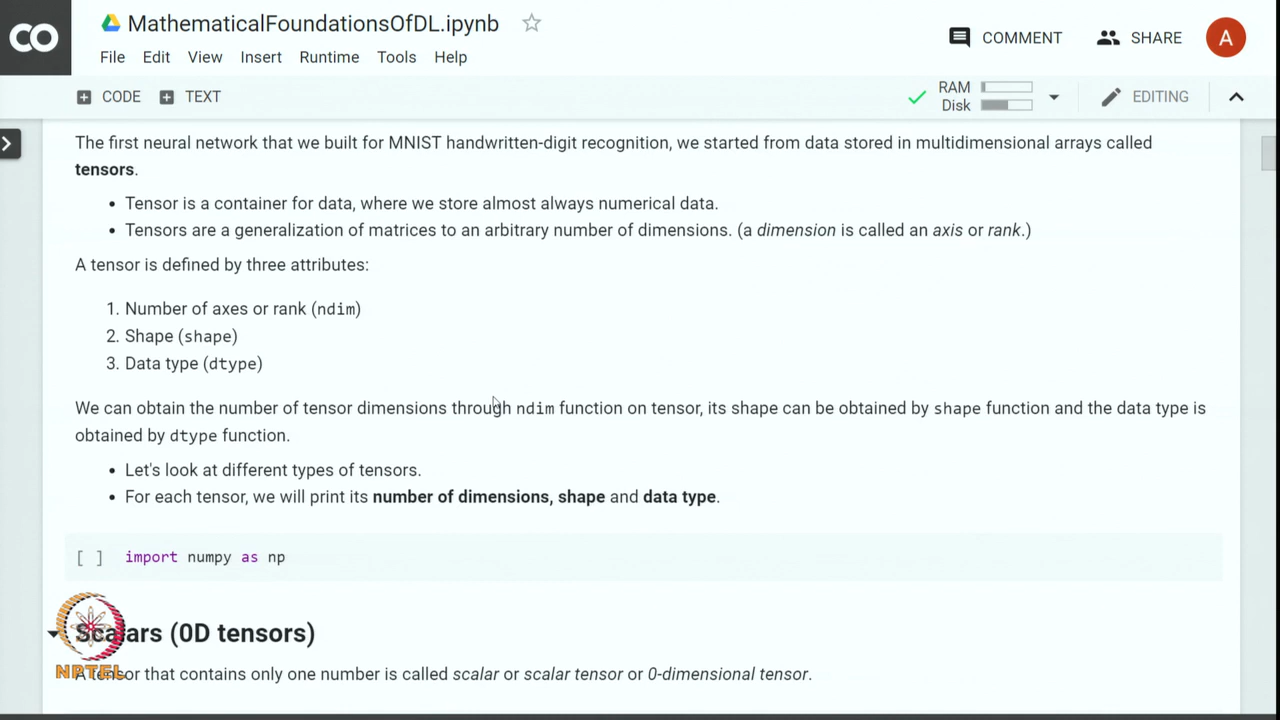 CO MathematicalFoundationsOfDL.ipynb
COMMENT SHARE A
File Edit View Insert Runtime Tools Help
CODE TEXT RAM Disk EDITING
The first neural network that we built for MNIST handwritten-digit recognition, we started from data stored in multidimensional arrays called
tensors.
• Tensor is a container for data, where we store almost always numerical data.
• Tensors are a generalization of matrices to an arbitrary number of dimensions. (a dimension is called an axis or rank.)
A tensor is defined by three attributes:
1. Number of axes or rank (ndim)
2. Shape (shape)
3. Data type (dtype)
We can obtain the number of tensor dimensions through ndim function on tensor, its shape can be obtained by shape function and the data type is
obtained by dtype function.
• Let's look at different types of tensors.
• For each tensor, we will print its number of dimensions, shape and data type.
[ ] import numpy as np
Scalars (0D tensors)
A tensor that contains only one number is called scalar or scalar tensor or 0-dimensional tensor.
NPTEL